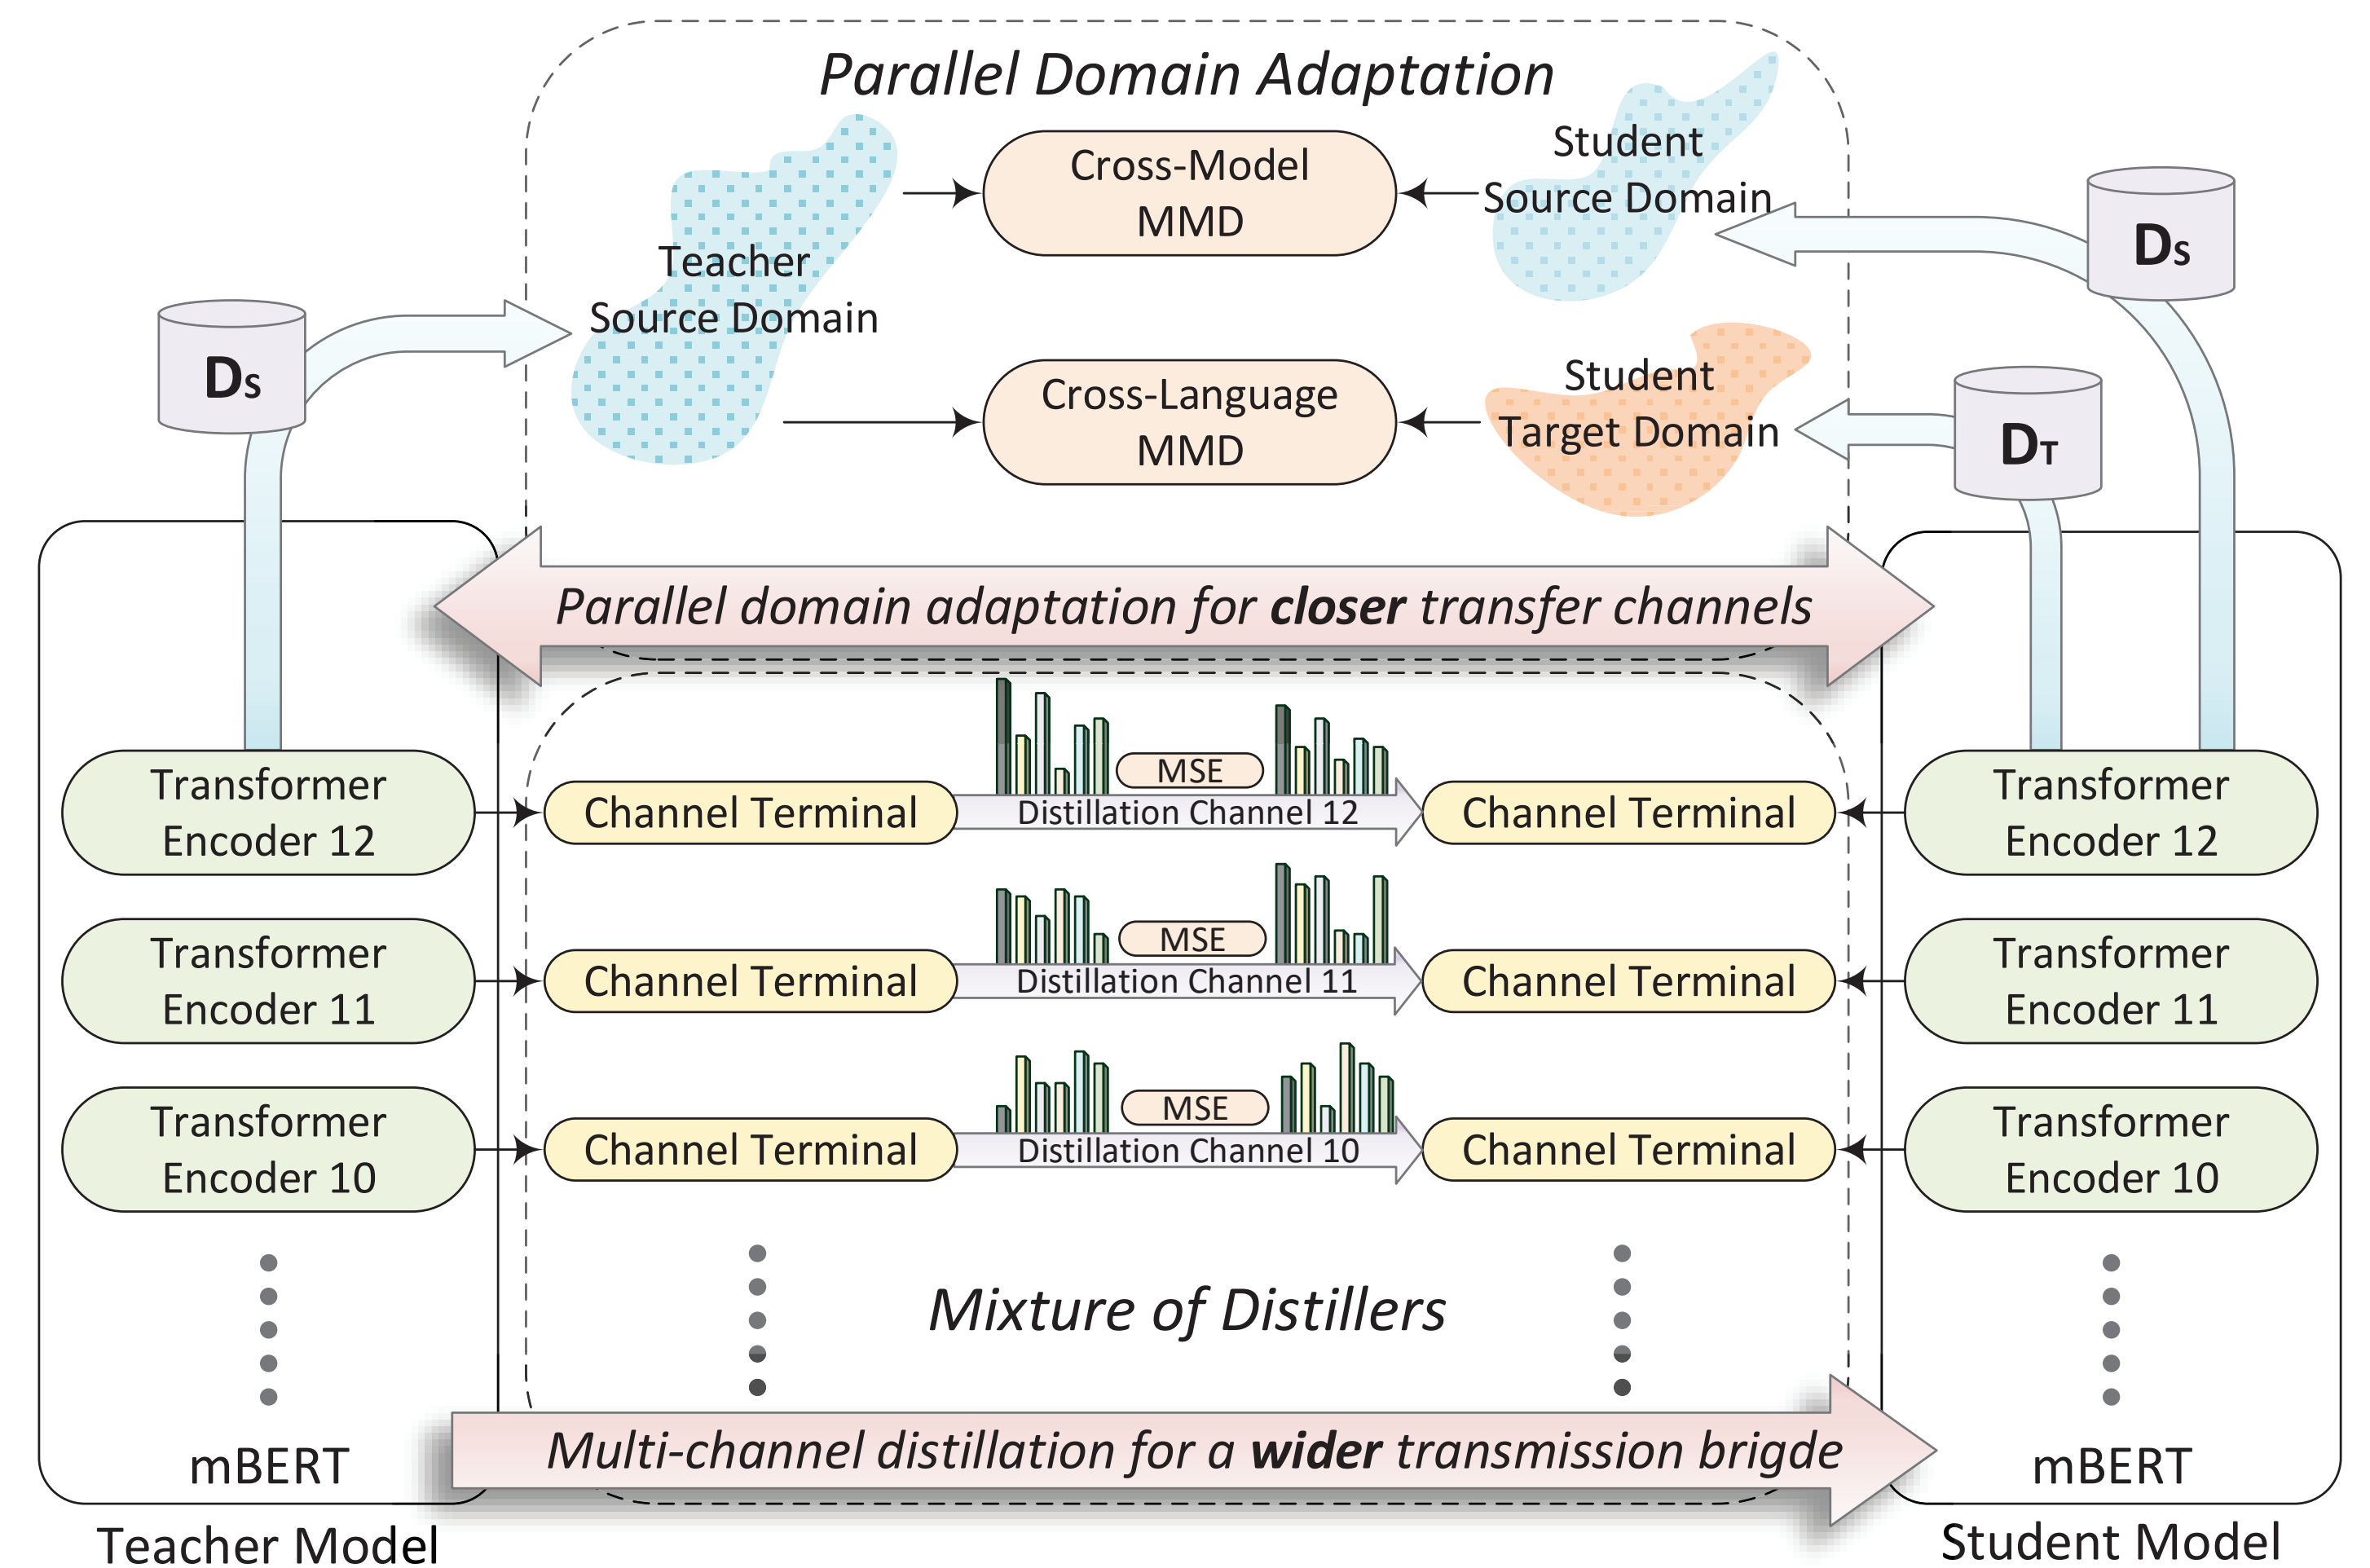 Parallel Domain Adaptation
Cross-Model
MMD
Student
Source Domain
Teacher
Source Domain
Dₛ
Dₛ
Cross-Language
MMD
Student
Target Domain
D_T
Parallel domain adaptation for closer transfer channels
Transformer
Encoder 12
Channel Terminal
MSE
Distillation Channel 12
Channel Terminal
Transformer
Encoder 12
Transformer
Encoder 11
Channel Terminal
MSE
Distillation Channel 11
Channel Terminal
Transformer
Encoder 11
Transformer
Encoder 10
Channel Terminal
MSE
Distillation Channel 10
Channel Terminal
Transformer
Encoder 10
Mixture of Distillers
Multi-channel distillation for a wider transmission brigde
mBERT
Teacher Model
mBERT
Student Model